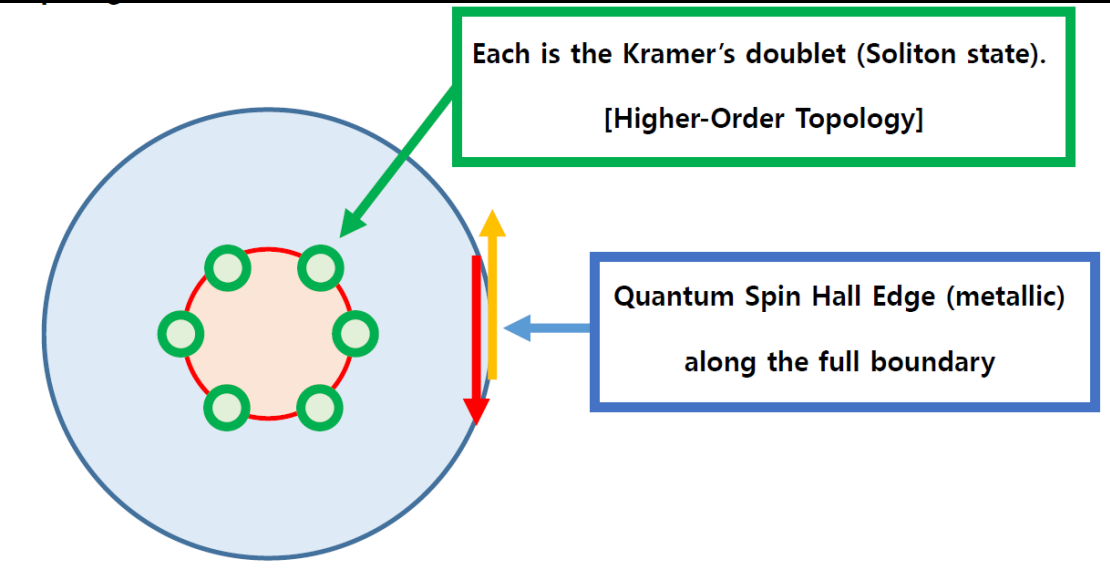 Each is the Kramer’s doublet (Soliton state).
[Higher-Order Topology]
Quantum Spin Hall Edge (metallic)
along the full boundary